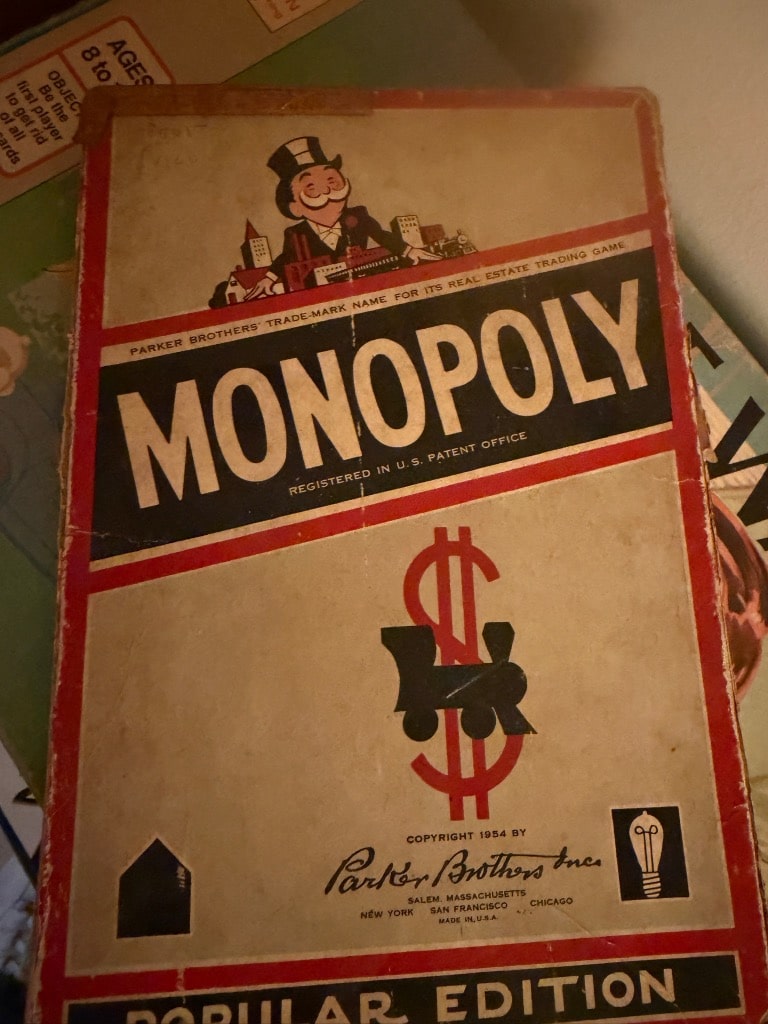 AGES
8 to
OBJECT
Be the
first player
to get rid
of all
cards
PARKER BROTHERS' TRADE-MARK NAME FOR ITS REAL ESTATE TRADING GAME
MONOPOLY
REGISTERED IN U.S. PATENT OFFICE
COPYRIGHT 1954 BY
Parker Brothers Inc.
SALEM, MASSACHUSETTS
NEW YORK SAN FRANCISCO CHICAGO
MADE IN U.S.A.
POPULAR EDITION